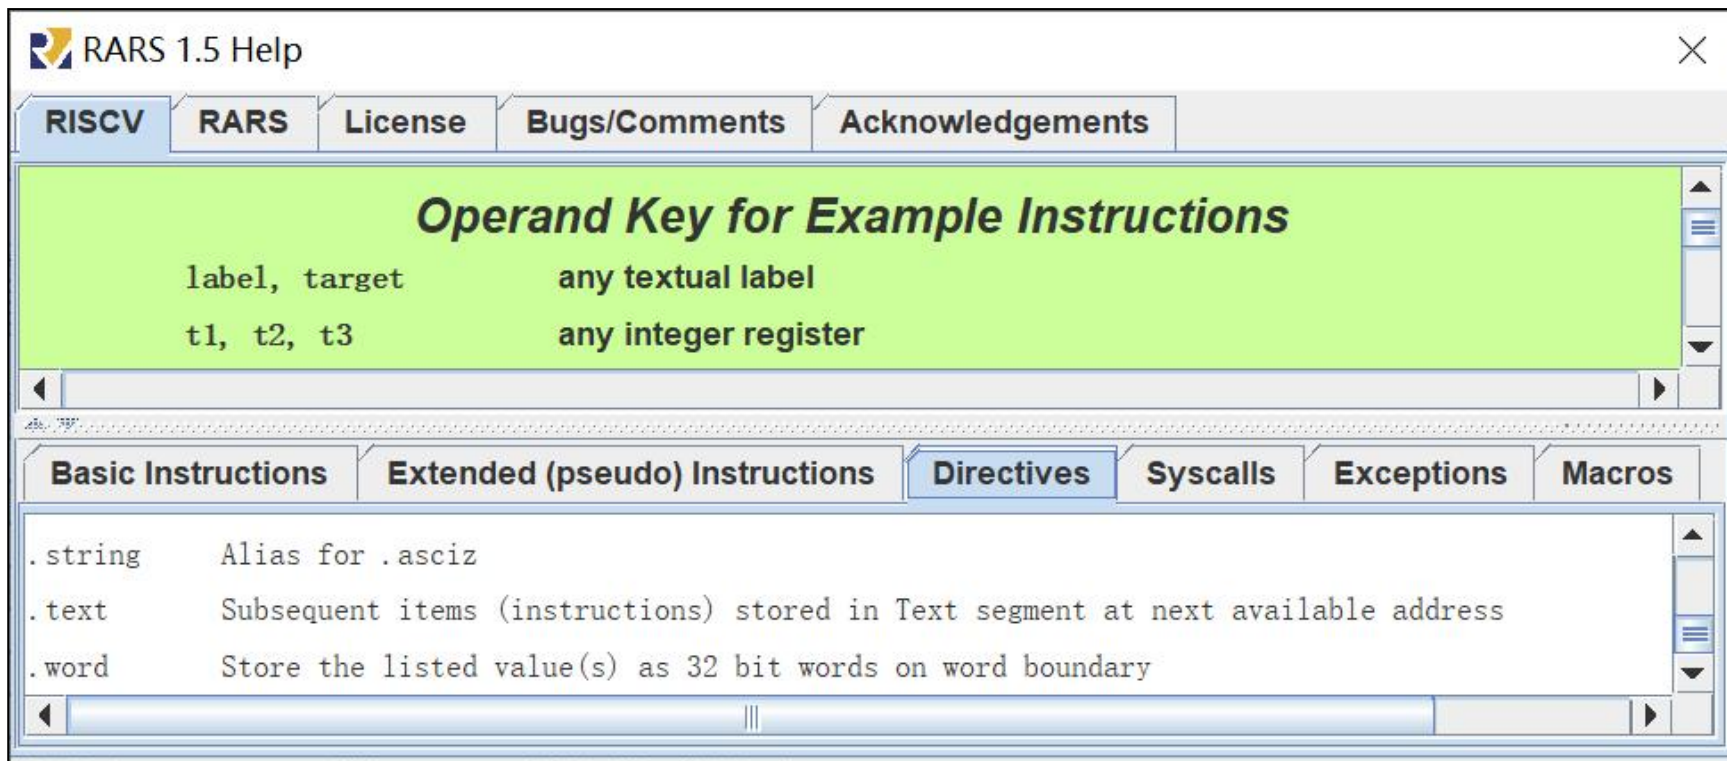 RARS 1.5 Help
RISCV RARS License Bugs/Comments Acknowledgements
Operand Key for Example Instructions
label, target any textual label
t1, t2, t3 any integer register
Basic Instructions Extended (pseudo) Instructions Directives Syscalls Exceptions Macros
.string Alias for .asciz
.text Subsequent items (instructions) stored in Text segment at next available address
.word Store the listed value(s) as 32 bit words on word boundary